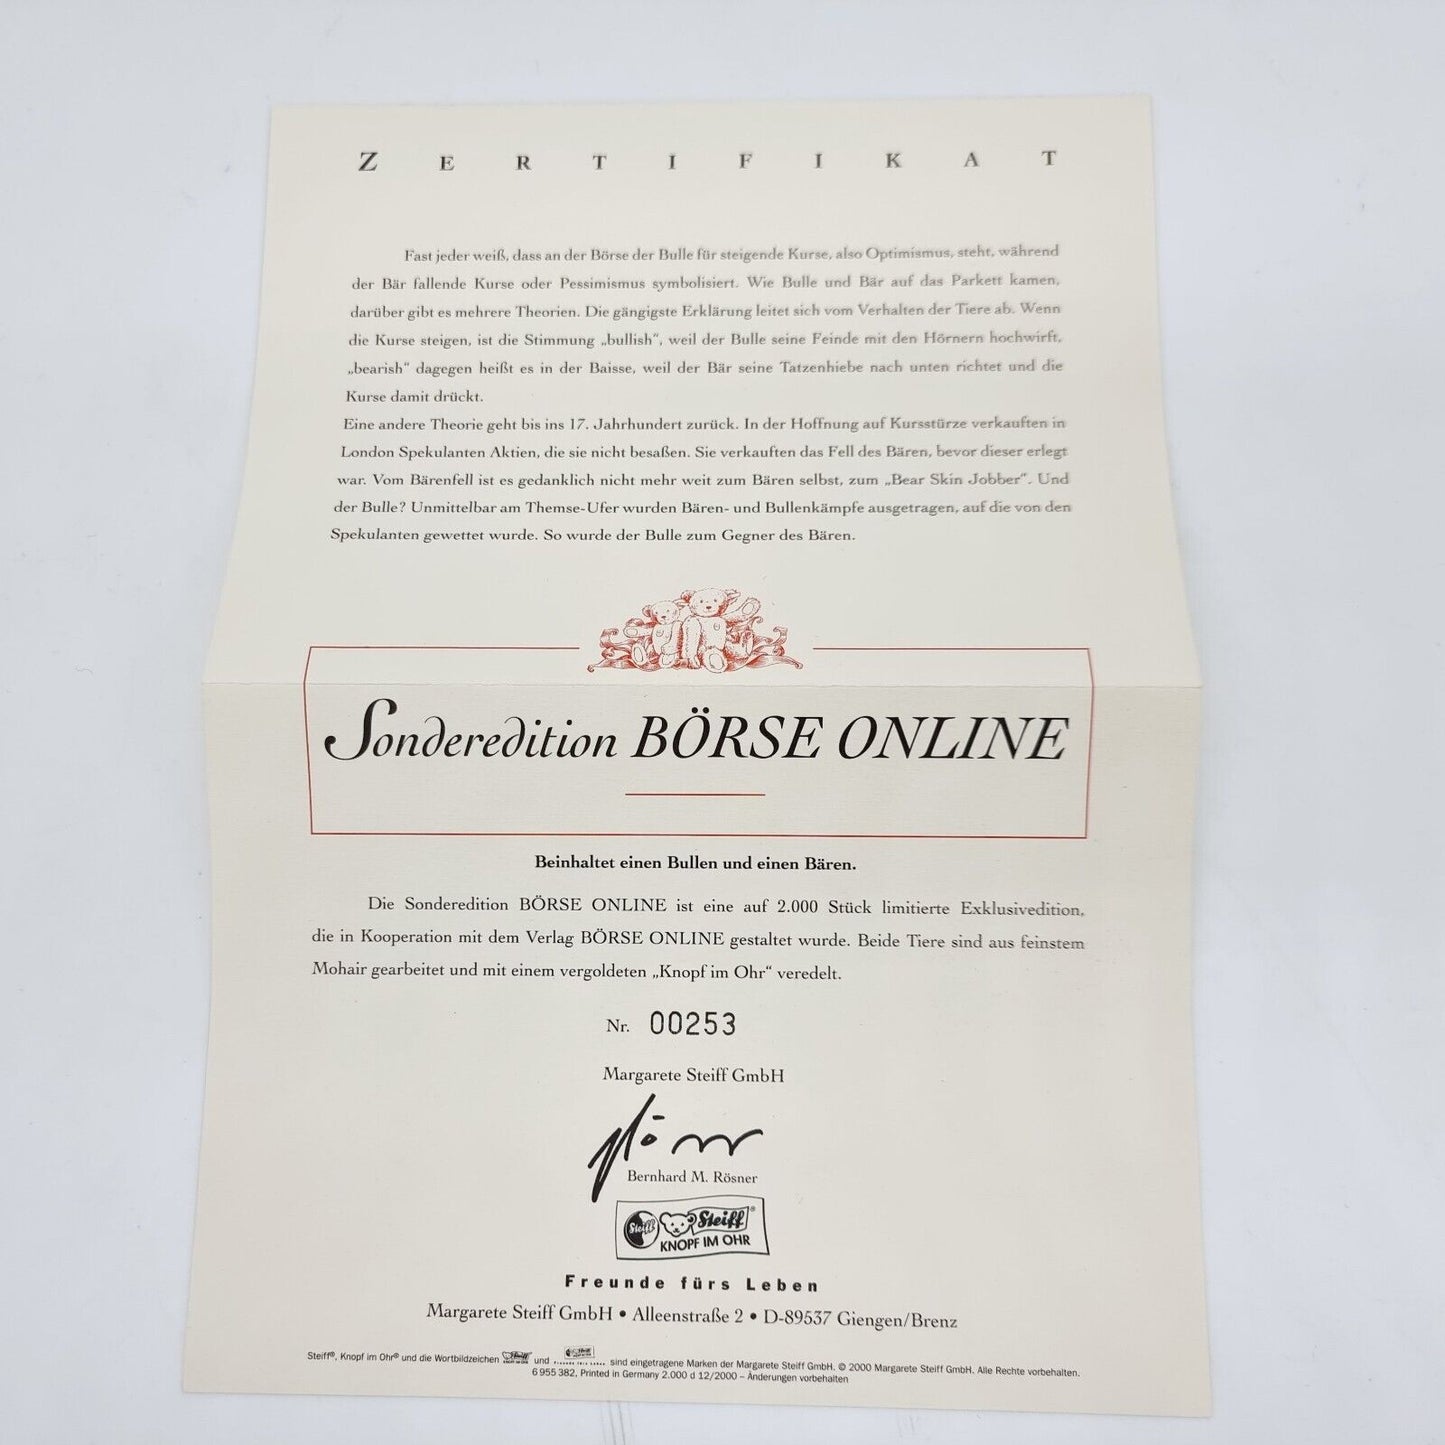 ZERTIFIKAT
Fast jeder weiß, dass an der Börse der Bulle für steigende Kurse, also Optimismus, steht, während
der Bär fallende Kurse oder Pessimismus symbolisiert. Wie Bulle und Bär auf das Parkett kamen,
darüber gibt es mehrere Theorien. Die gängigste Erklärung leitet sich vom Verhalten der Tiere ab. Wenn
die Kurse steigen, ist die Stimmung „bullish“, weil der Bulle seine Feinde mit den Hörnern hochwirft,
„bearish“ dagegen heißt es in der Baisse, weil der Bär seine Tatzenhiebe nach unten richtet und die
Kurse damit drückt.
Eine andere Theorie geht bis ins 17. Jahrhundert zurück. In der Hoffnung auf Kursstürze verkauften in
London Spekulanten Aktien, die sie nicht besaßen. Sie verkauften das Fell des Bären, bevor dieser erlegt
war. Vom Bärenfell ist es gedanklich nicht mehr weit zum Bären selbst, zum „Bear Skin Jobber“. Und
der Bulle? Unmittelbar am Themse-Ufer wurden Bären- und Bullenkämpfe ausgetragen, auf die von den
Spekulanten gewettet wurde. So wurde der Bulle zum Gegner des Bären.
Sonderedition BÖRSE ONLINE
Beinhaltet einen Bullen und einen Bären.
Die Sonderedition BÖRSE ONLINE ist eine auf 2.000 Stück limitierte Exklusivedition,
die in Kooperation mit dem Verlag BÖRSE ONLINE gestaltet wurde. Beide Tiere sind aus feinstem
Mohair gearbeitet und mit einem vergoldeten „Knopf im Ohr“ veredelt.
Nr. 00253
Margarete Steiff GmbH
Bernhard M. Rösner
Steiff Steiff®
KNOPF IM OHR
Freunde fürs Leben
Margarete Steiff GmbH • Alleenstraße 2 • D-89537 Giengen/Brenz
Steiff®, Knopf im Ohr® und die Wortbildzeichen und sind eingetragene Marken der Margarete Steiff GmbH. © 2000 Margarete Steiff GmbH. Alle Rechte vorbehalten.
6 955 382, Printed in Germany 2.000 d 12/2000 – Änderungen vorbehalten